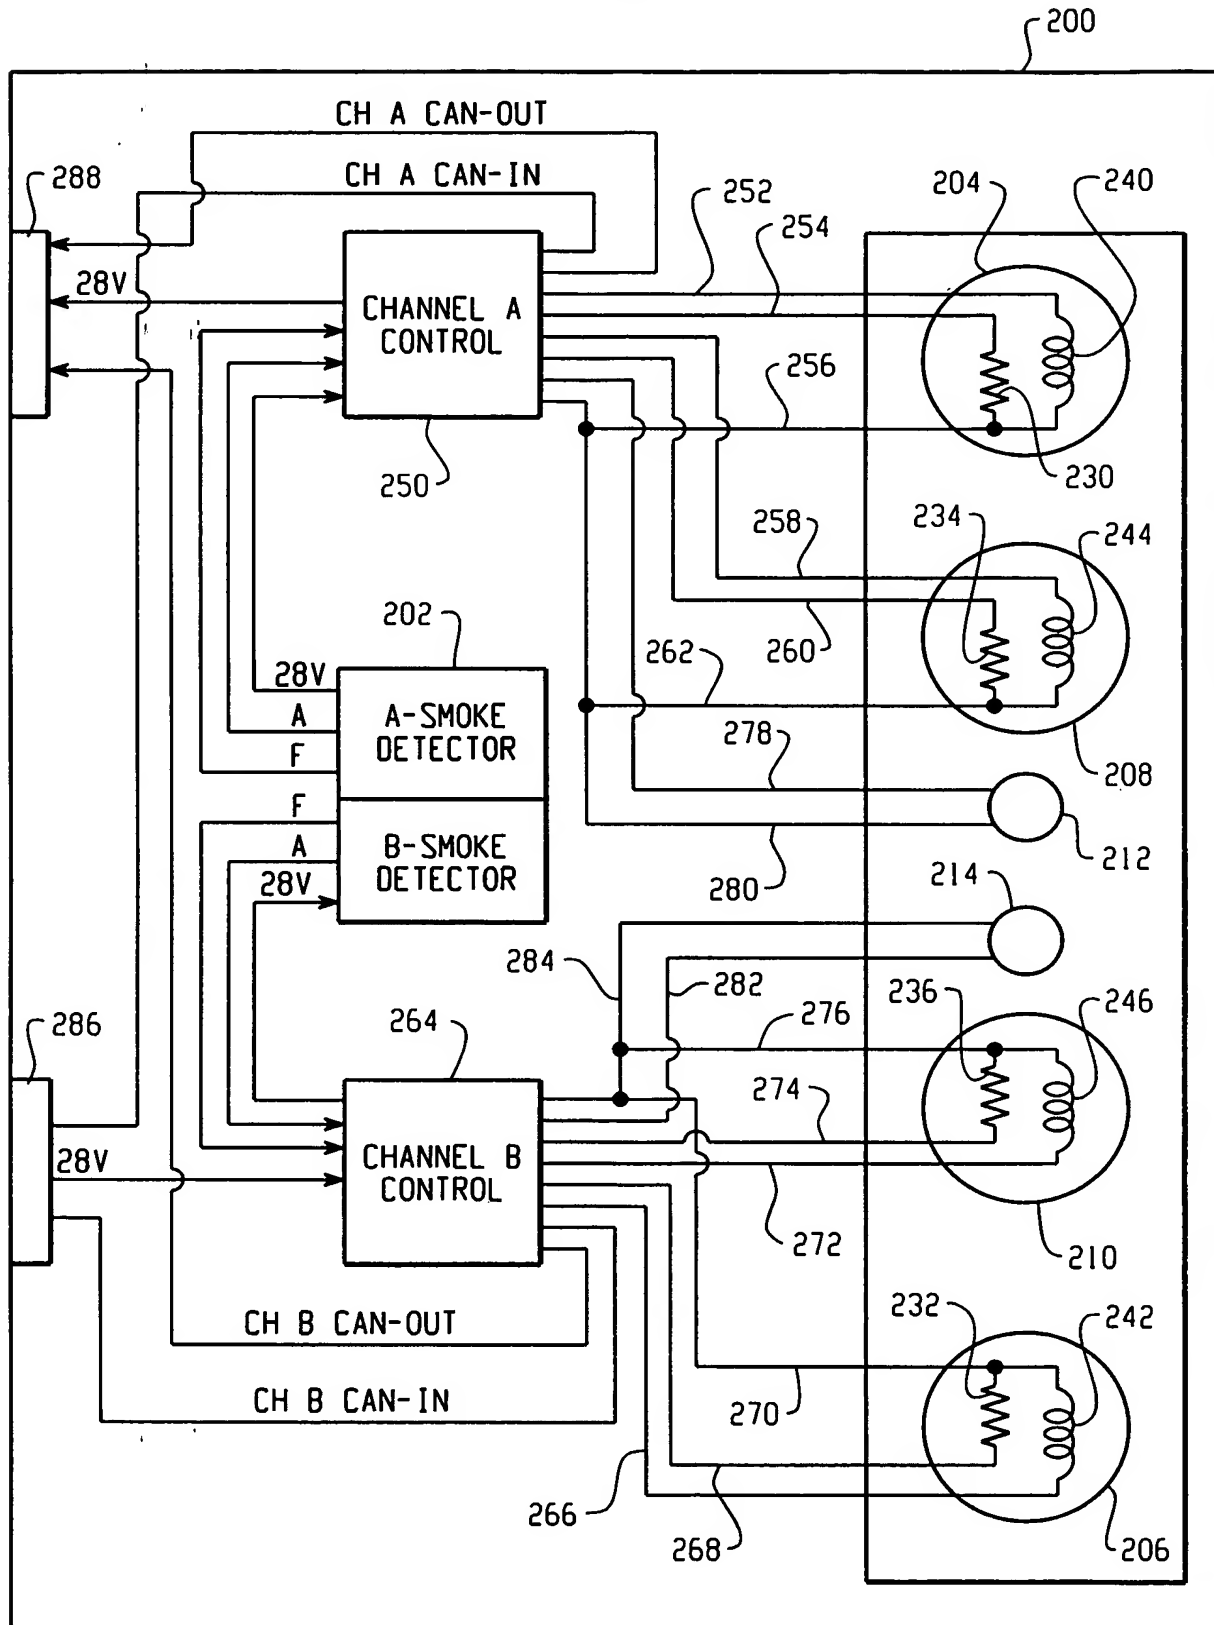 200
CH A CAN-OUT
288
CH A CAN-IN
252
204
240
254
28V
CHANNEL A
CONTROL
256
250
230
258
234
244
202
262
260
28V
A
A-SMOKE
DETECTOR
F
278
208
F
A
B-SMOKE
DETECTOR
28V
280
212
214
284
282
236
246
286
264
276
274
28V
CHANNEL B
CONTROL
272
210
232
242
CH B CAN-OUT
CH B CAN-IN
270
266
268
206